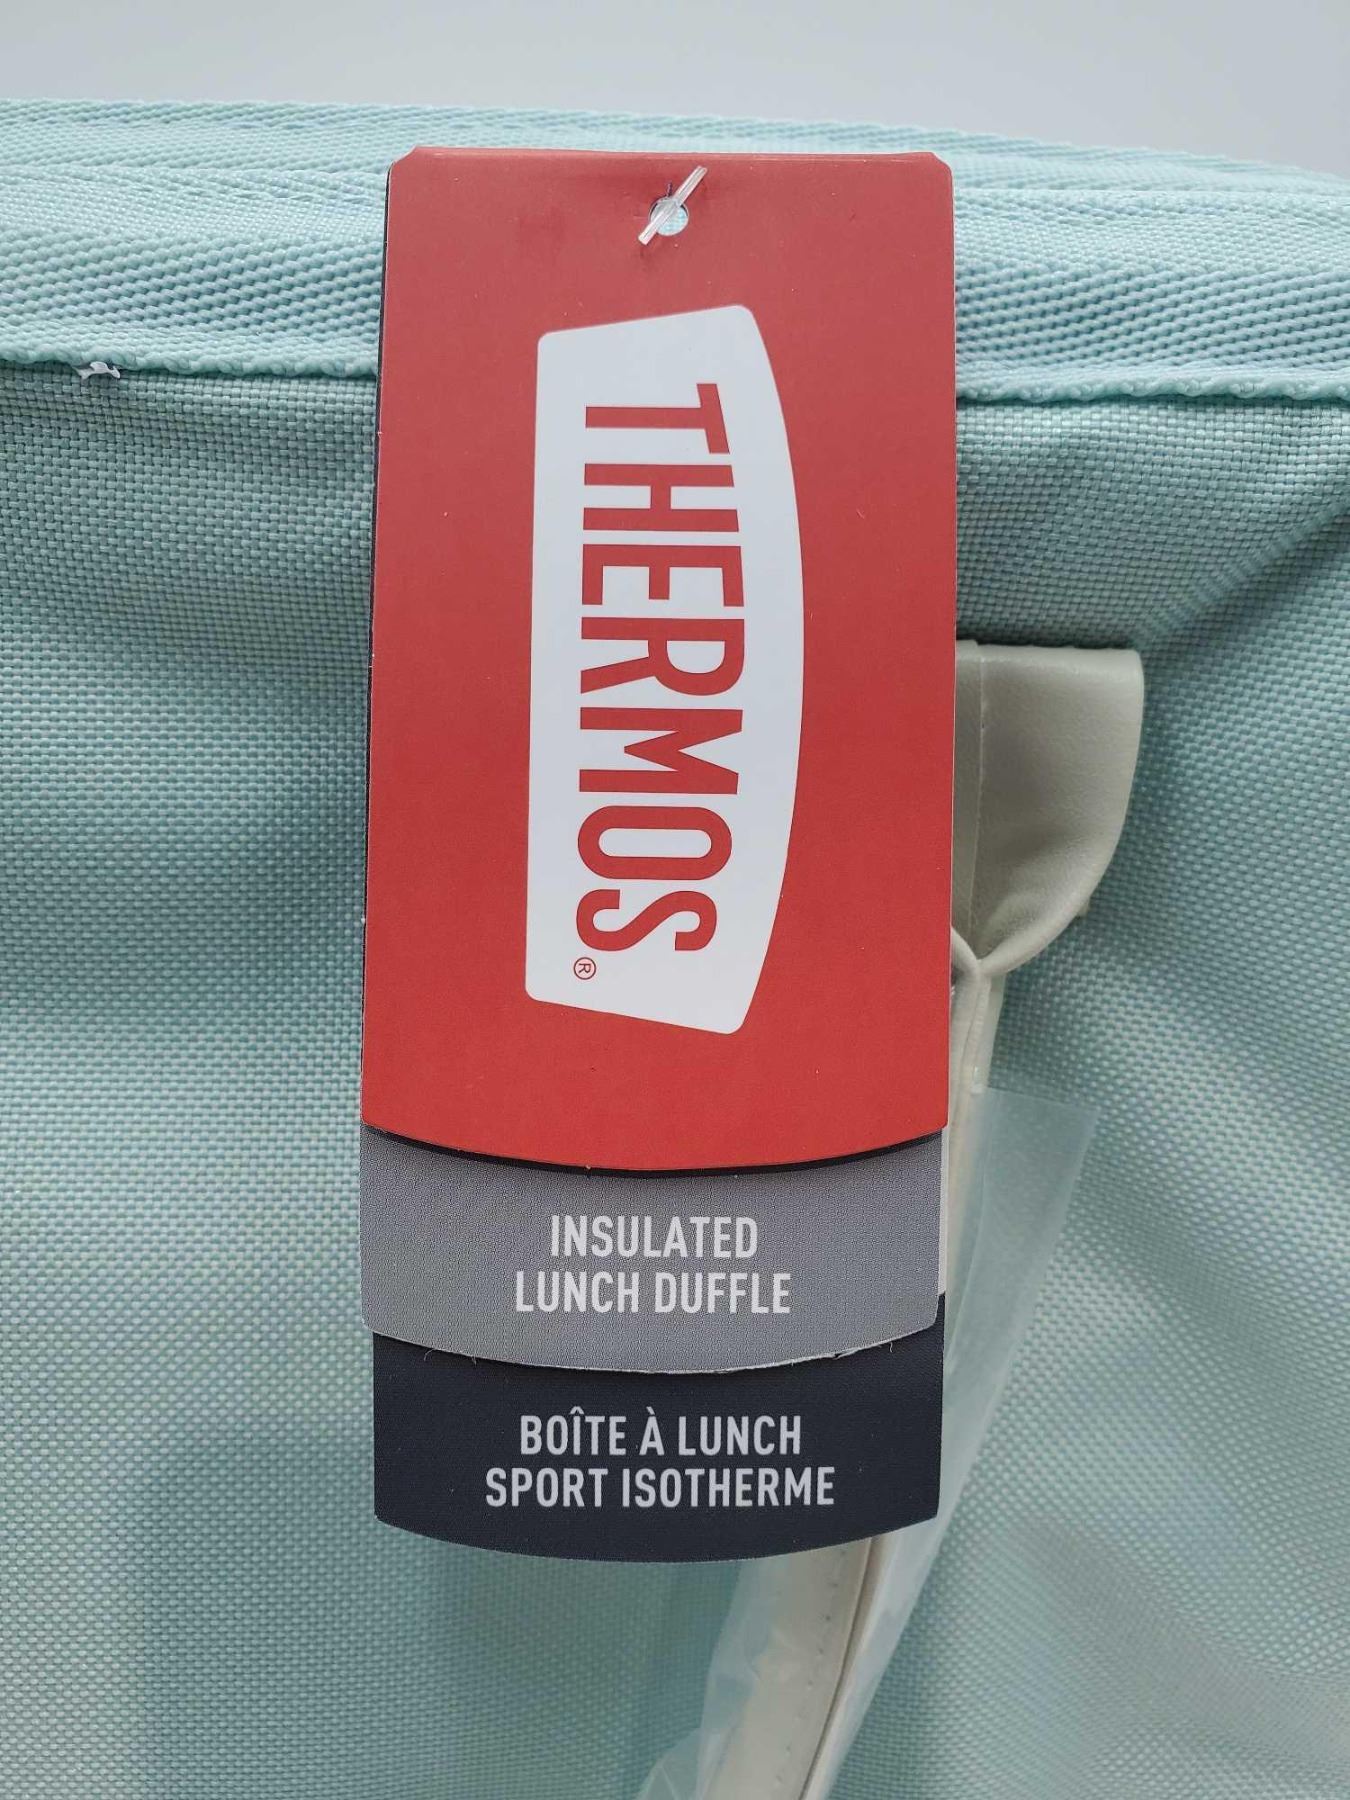 THERMOS®
INSULATED
LUNCH DUFFLE
BOÎTE À LUNCH
SPORT ISOTHERME